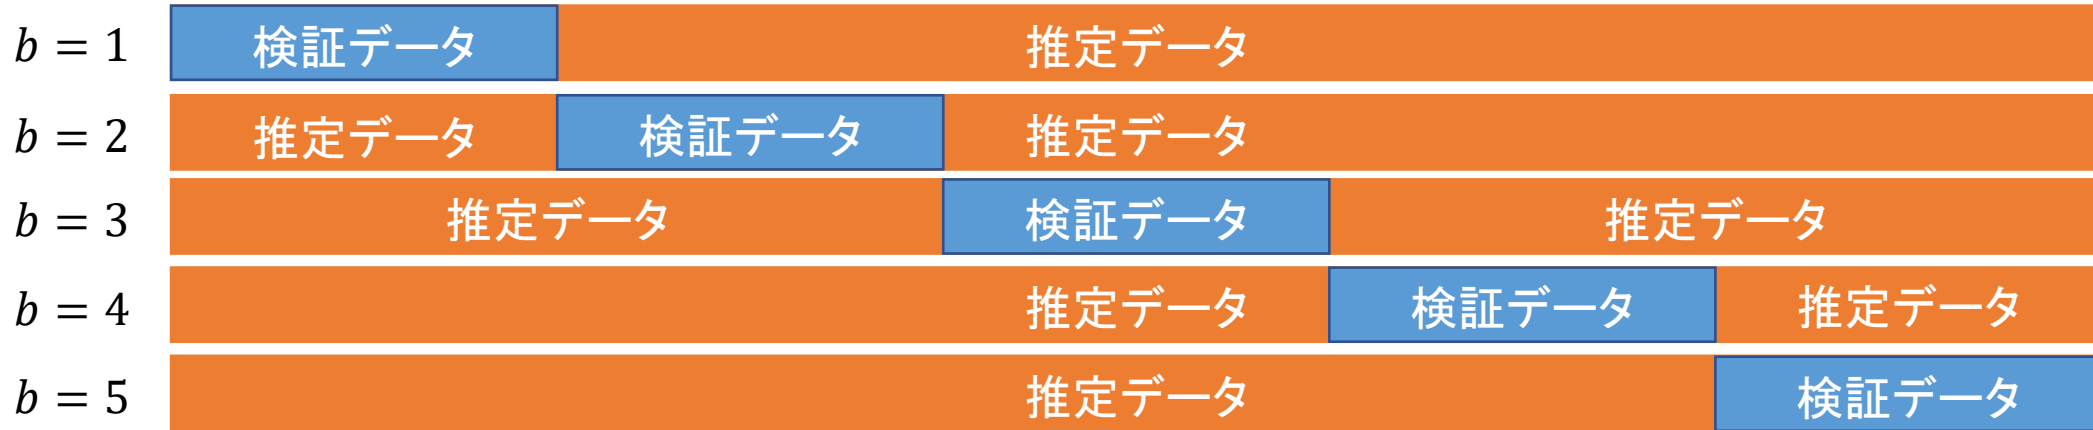 b = 1 検証データ 推定データ
b = 2 推定データ 検証データ 推定データ
b = 3 推定データ 検証データ 推定データ
b = 4 推定データ 検証データ 推定データ
b = 5 推定データ 検証データ